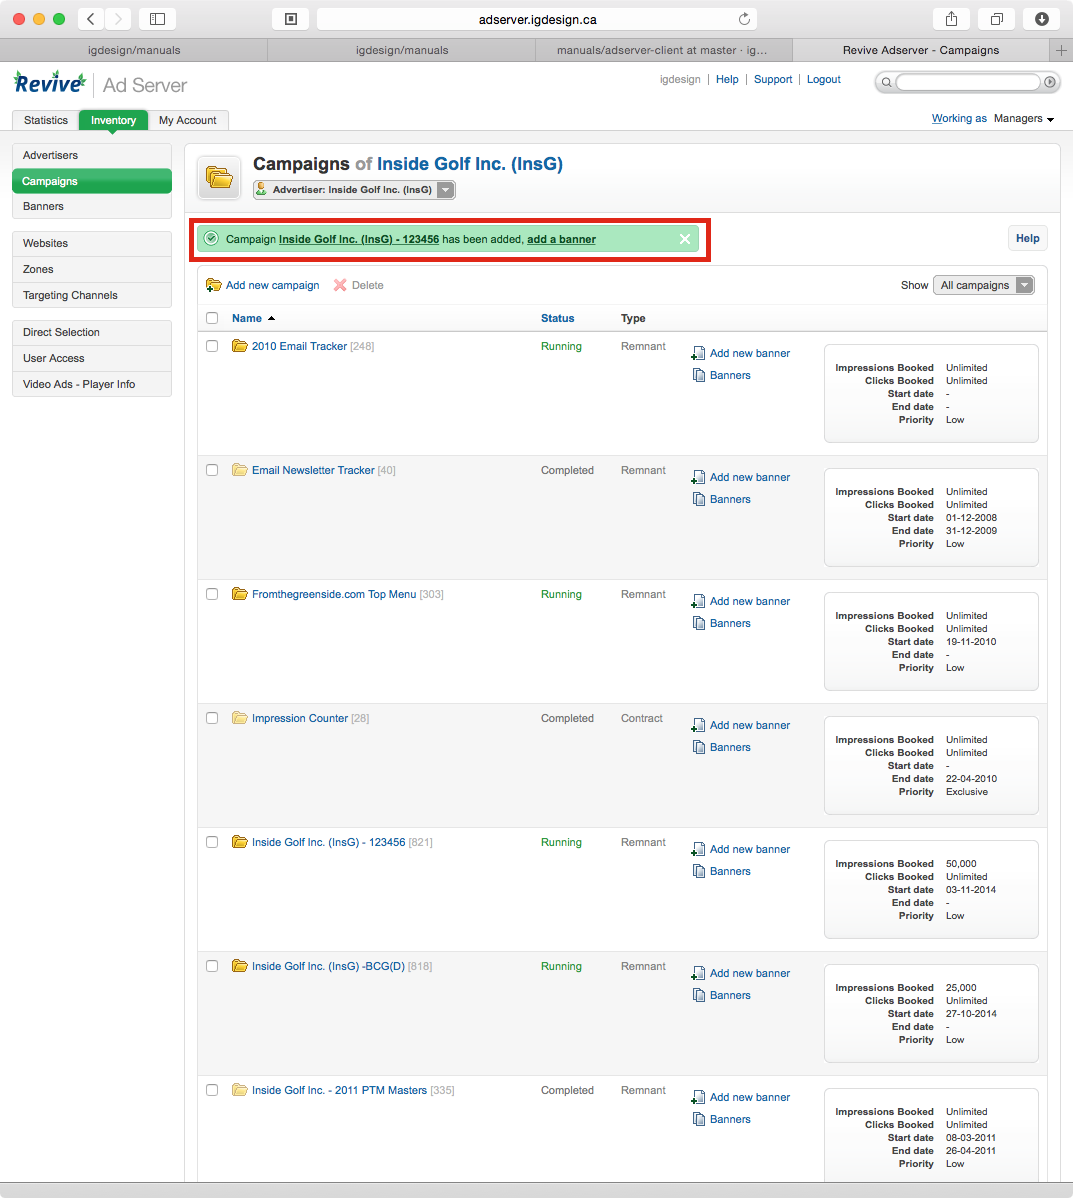 adserver.igdesign.ca
igdesign/manuals
igdesign/manuals
manuals/adserver-client at master · ig...
Revive Adserver - Campaigns
Revive Ad Server
igdesign Help Support Logout
Statistics Inventory My Account
Working as Managers
Advertisers
Campaigns
Banners
Websites
Zones
Targeting Channels
Direct Selection
User Access
Video Ads - Player Info
Campaigns of Inside Golf Inc. (InsG)
Advertiser: Inside Golf Inc. (InsG)
Campaign Inside Golf Inc. (InsG) - 123456 has been added, add a banner
Help
Add new campaign Delete
Show All campaigns
Name Status Type
2010 Email Tracker [248] Running Remnant
Add new banner
Banners
Impressions Booked Unlimited
Clicks Booked Unlimited
Start date -
End date -
Priority Low
Email Newsletter Tracker [40] Completed Remnant
Add new banner
Banners
Impressions Booked Unlimited
Clicks Booked Unlimited
Start date 01-12-2008
End date 31-12-2009
Priority Low
Fromthegreenside.com Top Menu [303] Running Remnant
Add new banner
Banners
Impressions Booked Unlimited
Clicks Booked Unlimited
Start date 19-11-2010
End date -
Priority Low
Impression Counter [28] Completed Contract
Add new banner
Banners
Impressions Booked Unlimited
Clicks Booked Unlimited
Start date -
End date 22-04-2010
Priority Exclusive
Inside Golf Inc. (InsG) - 123456 [821] Running Remnant
Add new banner
Banners
Impressions Booked 50,000
Clicks Booked Unlimited
Start date 03-11-2014
End date -
Priority Low
Inside Golf Inc. (InsG) -BCG(D) [818] Running Remnant
Add new banner
Banners
Impressions Booked 25,000
Clicks Booked Unlimited
Start date 27-10-2014
End date -
Priority Low
Inside Golf Inc. - 2011 PTM Masters [335] Completed Remnant
Add new banner
Banners
Impressions Booked Unlimited
Clicks Booked Unlimited
Start date 08-03-2011
End date 26-04-2011
Priority Low